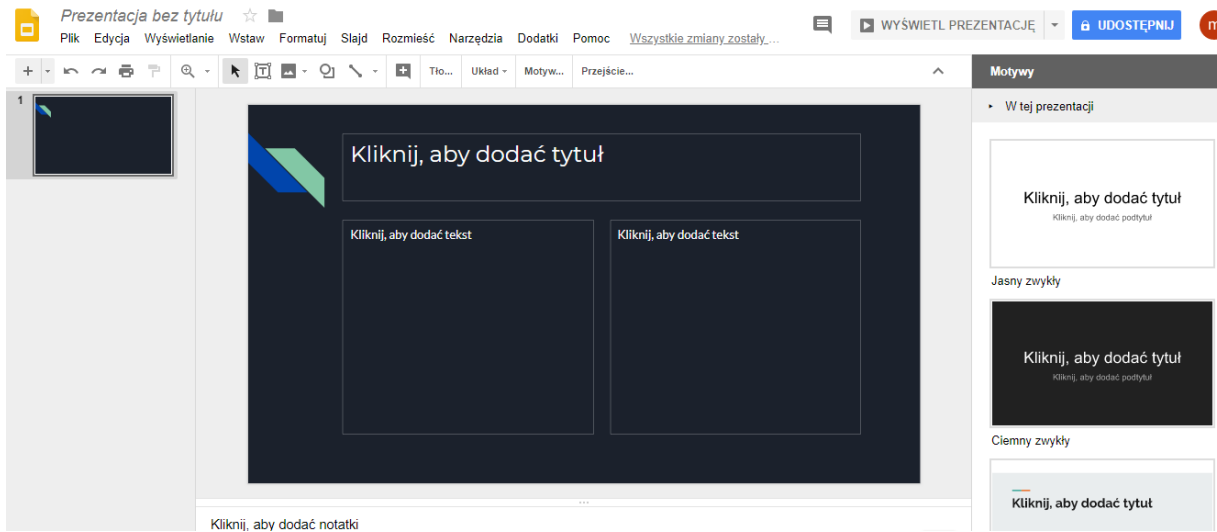 Prezentacja bez tytułu
Plik Edycja Wyświetlanie Wstaw Formatuj Slajd Rozmieść Narzędzia Dodatki Pomoc Wszystkie zmiany zostały ...
WYŚWIETL PREZENTACJĘ
UDOSTĘPNIJ
m
Tło... Układ Motyw... Przejście...
Motywy
1
W tej prezentacji
Kliknij, aby dodać tytuł
Kliknij, aby dodać tekst
Kliknij, aby dodać tekst
Kliknij, aby dodać notatki
Kliknij, aby dodać tytuł
Kliknij, aby dodać podtytuł
Jasny zwykły
Kliknij, aby dodać tytuł
Kliknij, aby dodać podtytuł
Ciemny zwykły
Kliknij, aby dodać tytuł